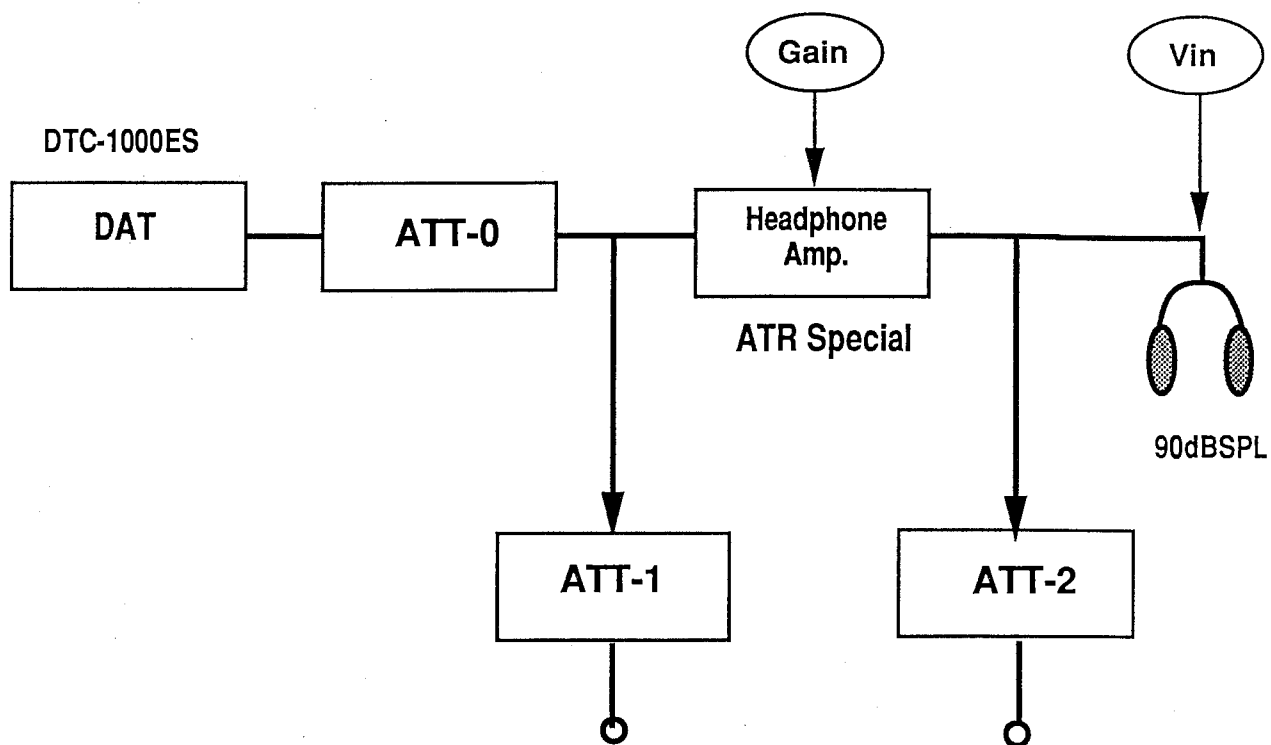 Gain
Vin
DTC-1000ES
DAT
ATT-0
Headphone
Amp.
ATR Special
90dBSPL
ATT-1
ATT-2